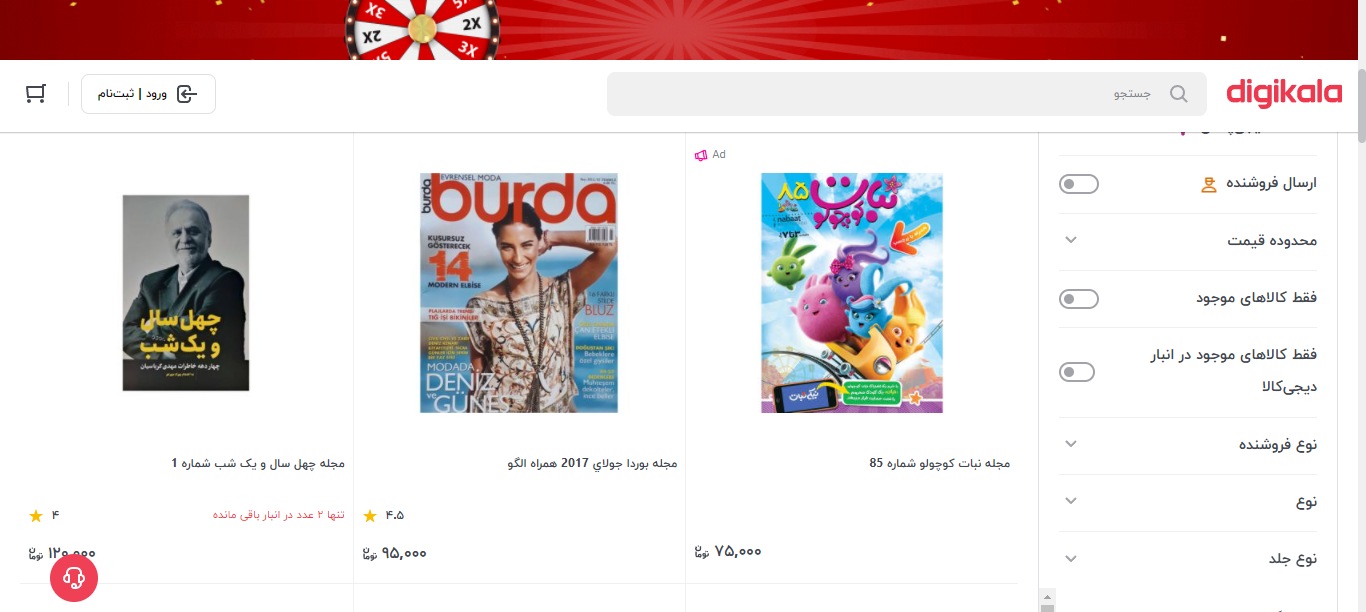 2X
3X
digikala
جستجو
ورود | ثبت‌نام
ارسال فروشنده
محدوده قیمت
فقط کالاهای موجود
فقط کالاهای موجود در انبار
دیجی‌کالا
نوع فروشنده
نوع
نوع جلد
Ad
نبات
کوچولو
۸۵
nabaat
مجله نبات کوچولو شماره 85
۷۵,۰۰۰ تومان
EVRENSEL MODA
burda
burda
KUSURSUZ
GÖSTERECEK
14
MODERN ELBİSE
BLUZ
MODADA
DENİZ
VE
GÜNEŞ
مجله بوردا جولاي 2017 همراه الگو
۴.۵
۹۵,۰۰۰ تومان
چهل سال
و یک شب
چهار دهه خاطرات مهدی کرباسیان
مجله چهل سال و یک شب شماره 1
تنها ۲ عدد در انبار باقی مانده
۴
۱۲۰,۰۰۰ تومان